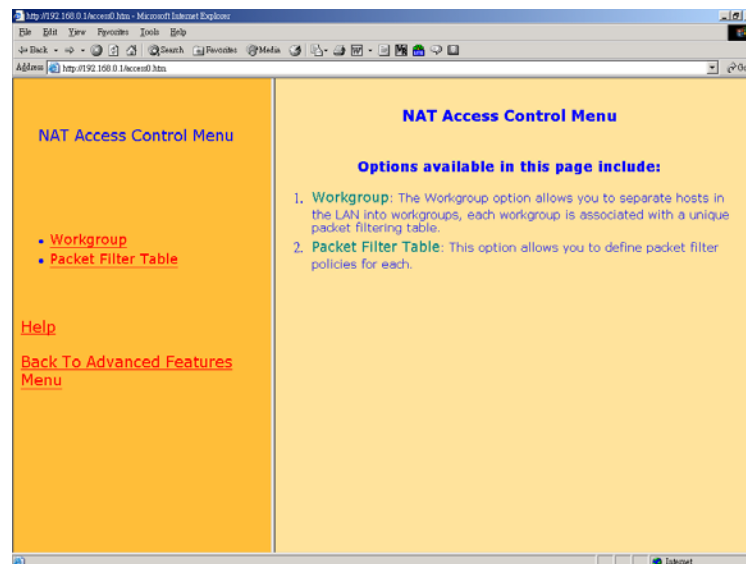 http://192.168.0.1/access0.htm - Microsoft Internet Explorer
File Edit View Favorites Tools Help
Back Search Favorites Media
Address http://192.168.0.1/access0.htm Go
NAT Access Control Menu
Workgroup
Packet Filter Table
Help
Back To Advanced Features
Menu
NAT Access Control Menu
Options available in this page include:
1. Workgroup: The Workgroup option allows you to separate hosts in
the LAN into workgroups, each workgroup is associated with a unique
packet filtering table.
2. Packet Filter Table: This option allows you to define packet filter
policies for each.
Internet